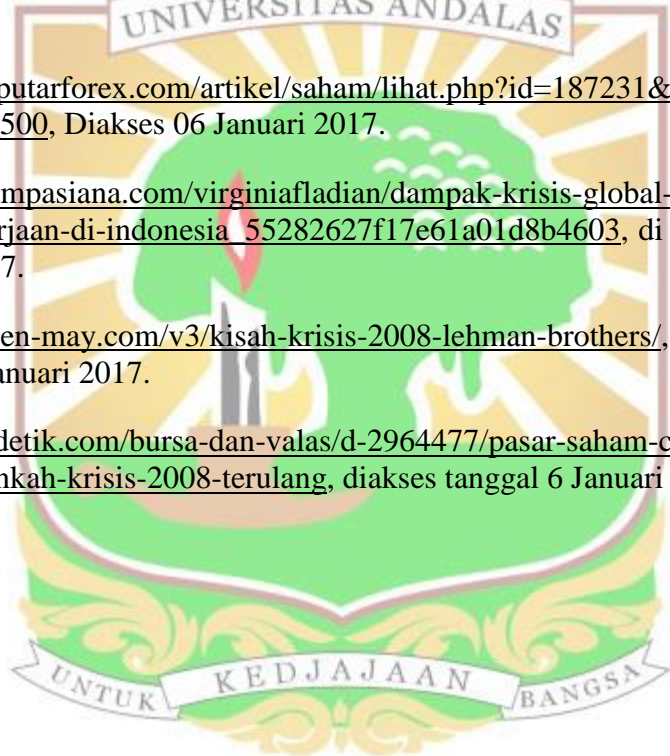 UNIVERSITAS ANDALAS
putarforex.com/artikel/saham/lihat.php?id=187231&
500, Diakses 06 Januari 2017.
mpasiana.com/virginiafladian/dampak-krisis-global-
rjaan-di-indonesia_55282627f17e61a01d8b4603, di
7.
en-may.com/v3/kisah-krisis-2008-lehman-brothers/,
anuari 2017.
detik.com/bursa-dan-valas/d-2964477/pasar-saham-c
nkah-krisis-2008-terulang, diakses tanggal 6 Januari
UNTUK KEDJAJAAN BANGSA